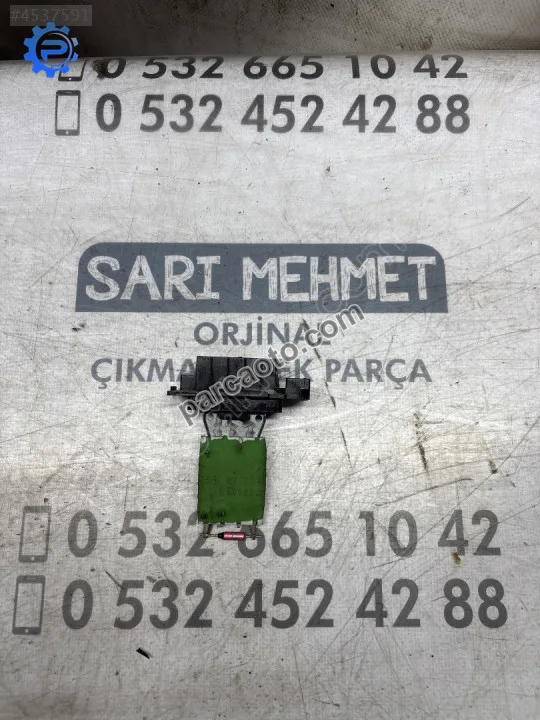 #4537591
0 532 665 10 42
0 532 452 42 88
SARI MEHMET
ORJİNAL
ÇIKMA YEDEK PARÇA
parcaoto.com
0 532 665 10 42
0 532 452 42 88